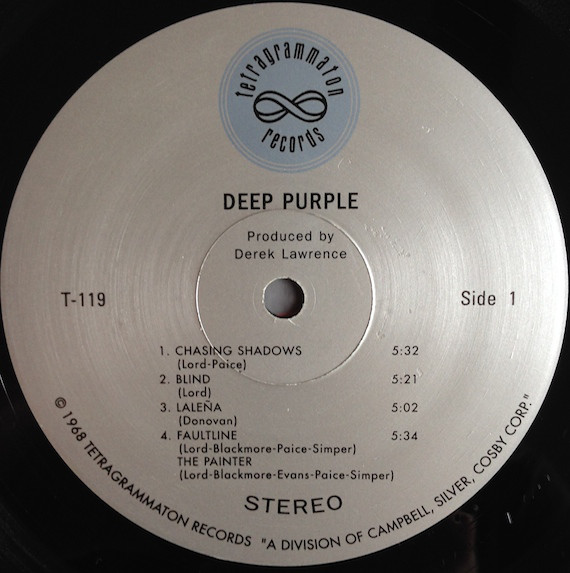 tetragrammaton
records
DEEP PURPLE
Produced by
Derek Lawrence
T-119
Side 1
1. CHASING SHADOWS 5:32
(Lord-Paice)
2. BLIND 5:21
(Lord)
3. LALEÑA 5:02
(Donovan)
4. FAULTLINE 5:34
(Lord-Blackmore-Paice-Simper)
THE PAINTER
(Lord-Blackmore-Evans-Paice-Simper)
STEREO
© 1968 TETRAGRAMMATON RECORDS "A DIVISION OF CAMPBELL, SILVER, COSBY CORP."